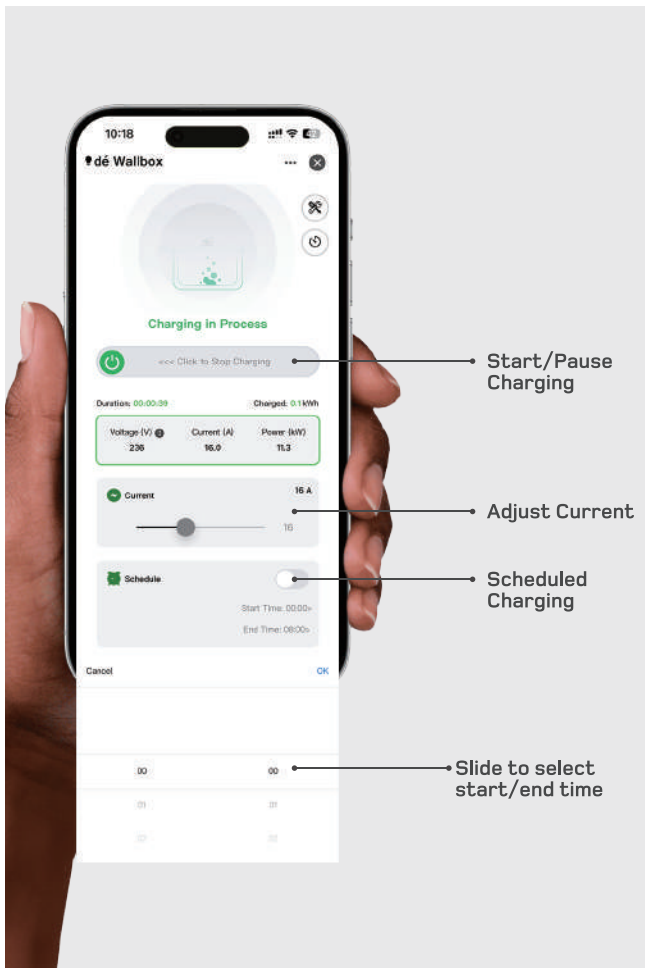 10:18
dé Wallbox
Charging in Process
<<< Click to Stop Charging
Duration: 00:00:39 Charged: 0.1 kWh
Voltage (V) Current (A) Power (kW)
236 16.0 11.3
Current 16 A
16
Schedule
Start Time: 00:00>
End Time: 08:00>
Cancel OK
00 00
01 01
02 02
Start/Pause
Charging
Adjust Current
Scheduled
Charging
Slide to select
start/end time